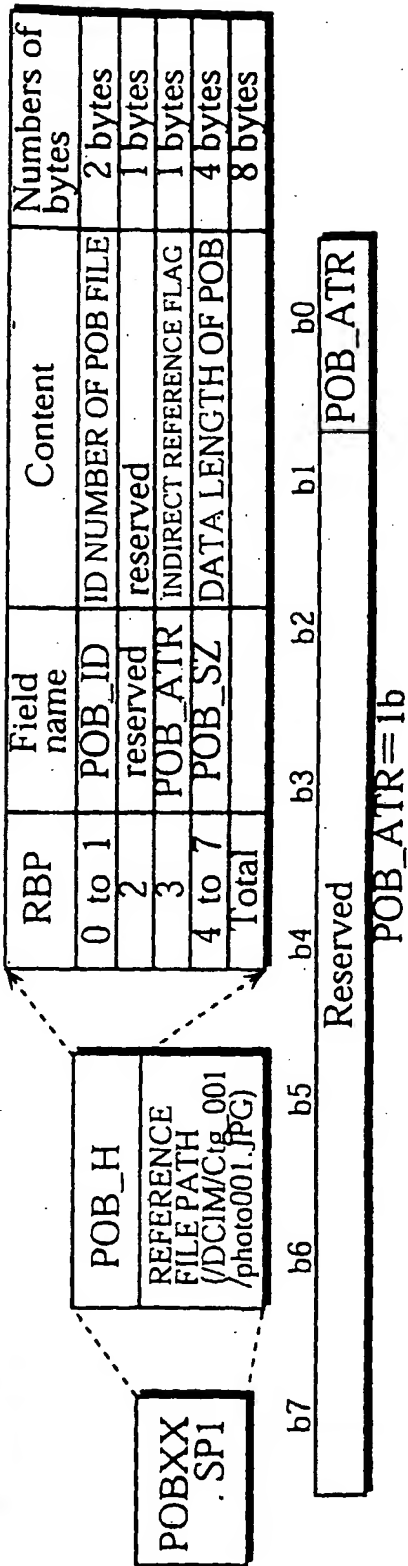 POBXX
. SP1
POB_H
REFERENCE
FILE PATH
(/DCIM/Ctg_001
/photo001.JPG)
RBP Field name Content Numbers of bytes
0 to 1 POB_ID ID NUMBER OF POB FILE 2 bytes
2 reserved reserved 1 bytes
3 POB_ATR INDIRECT REFERENCE FLAG 1 bytes
4 to 7 POB_SZ DATA LENGTH OF POB 4 bytes
Total 8 bytes
b7 b6 b5 b4 b3 b2 b1 b0
Reserved POB_ATR
POB_ATR=1b